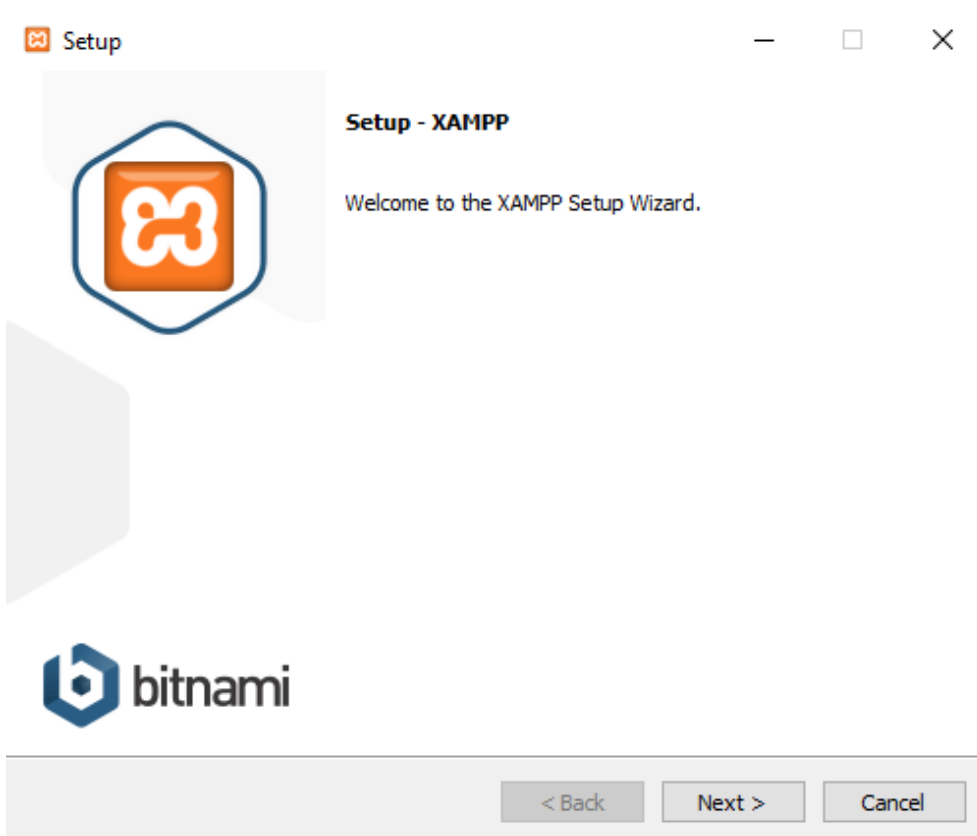 Setup
Setup - XAMPP
Welcome to the XAMPP Setup Wizard.
bitnami
< Back
Next >
Cancel